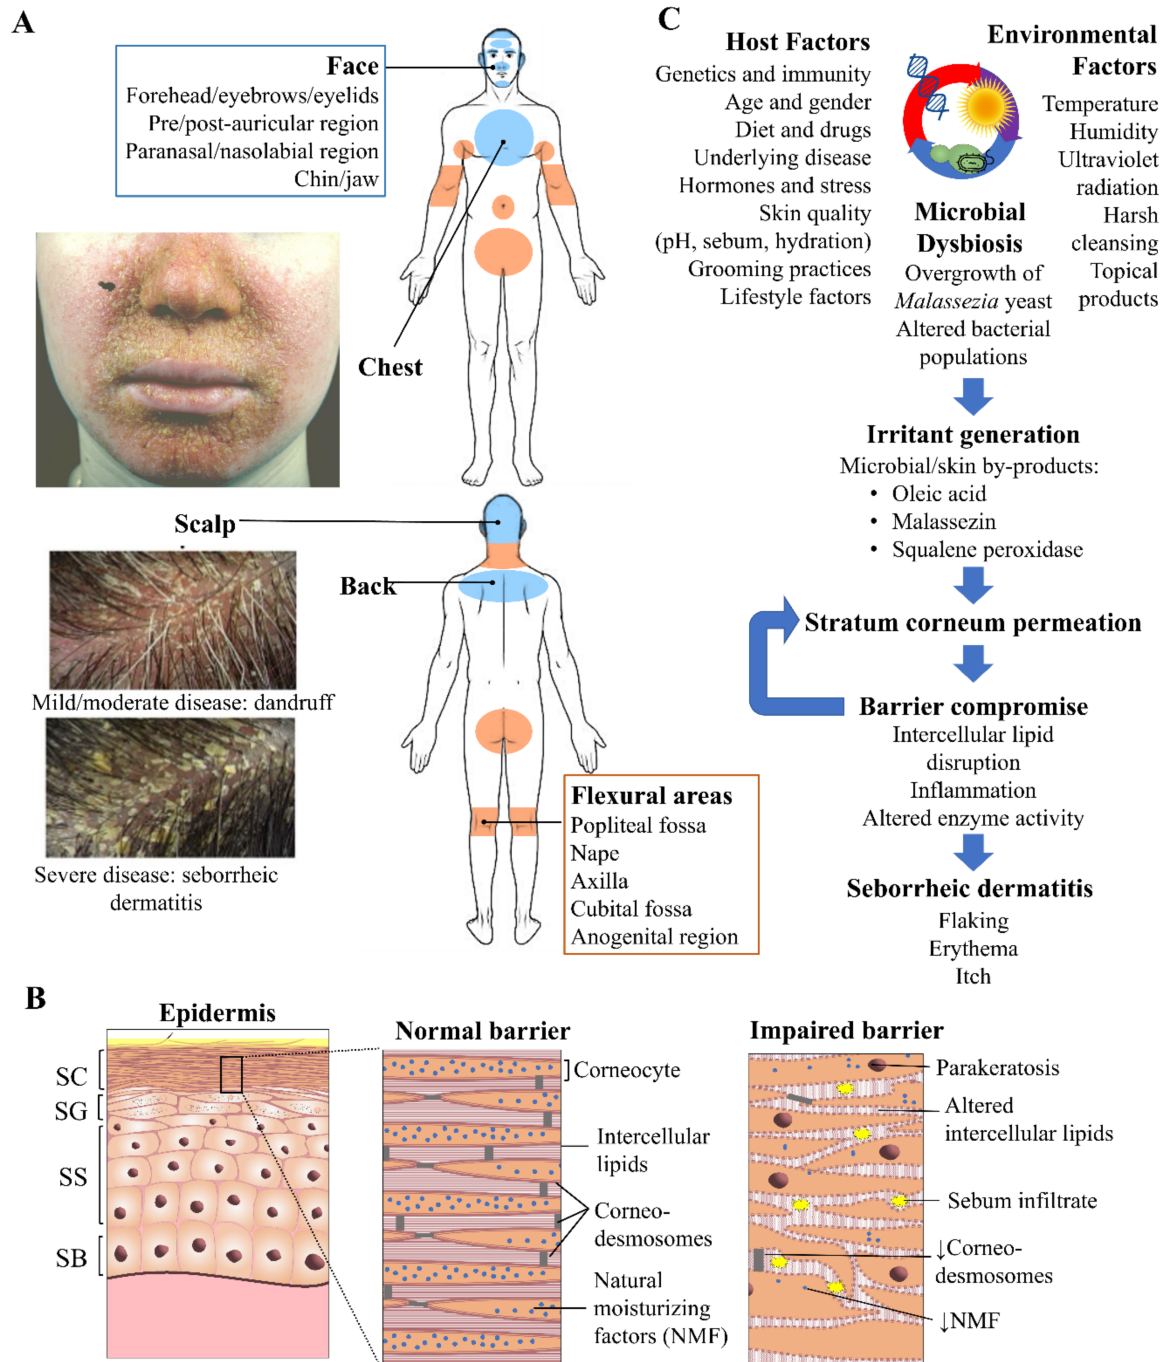 A
Face
Forehead/eyebrows/eyelids
Pre/post-auricular region
Paranasal/nasolabial region
Chin/jaw
Chest
Scalp
Back
Mild/moderate disease: dandruff
Severe disease: seborrheic
dermatitis
Flexural areas
Popliteal fossa
Nape
Axilla
Cubital fossa
Anogenital region
C
Host Factors
Genetics and immunity
Age and gender
Diet and drugs
Underlying disease
Hormones and stress
Skin quality
(pH, sebum, hydration)
Grooming practices
Lifestyle factors
Environmental
Factors
Temperature
Humidity
Ultraviolet
radiation
Harsh
cleansing
Topical
products
Microbial
Dysbiosis
Overgrowth of
Malassezia yeast
Altered bacterial
populations
Irritant generation
Microbial/skin by-products:
• Oleic acid
• Malassezin
• Squalene peroxidase
Stratum corneum permeation
Barrier compromise
Intercellular lipid
disruption
Inflammation
Altered enzyme activity
Seborrheic dermatitis
Flaking
Erythema
Itch
B
Epidermis
SC
SG
SS
SB
Normal barrier
Corneocyte
Intercellular
lipids
Corneo-
desmosomes
Natural
moisturizing
factors (NMF)
Impaired barrier
Parakeratosis
Altered
intercellular lipids
Sebum infiltrate
↓Corneo-
desmosomes
↓NMF